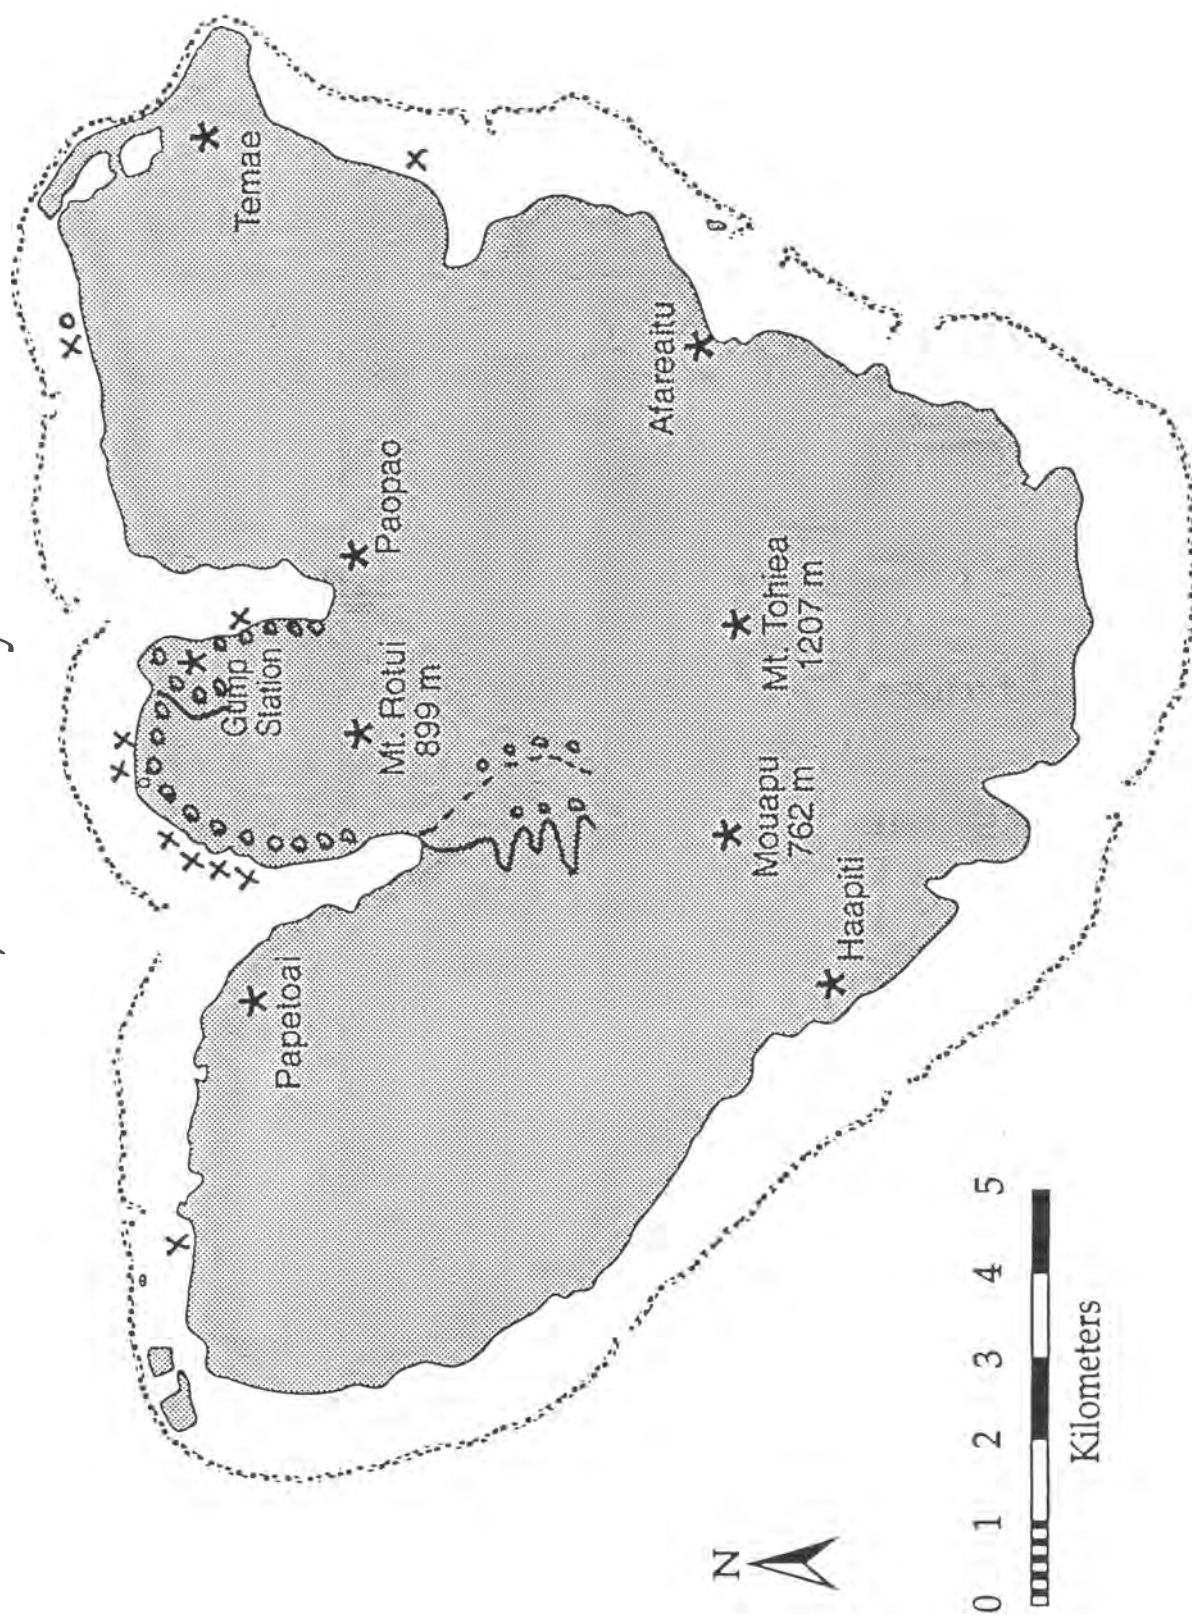 Temae
Paopao
Gump
Station
Mt. Rotui
899 m
Papetoai
Afareaitu
Mt. Tohiea
1207 m
Mouapu
762 m
Haapiti
N
0 1 2 3 4 5
Kilometers